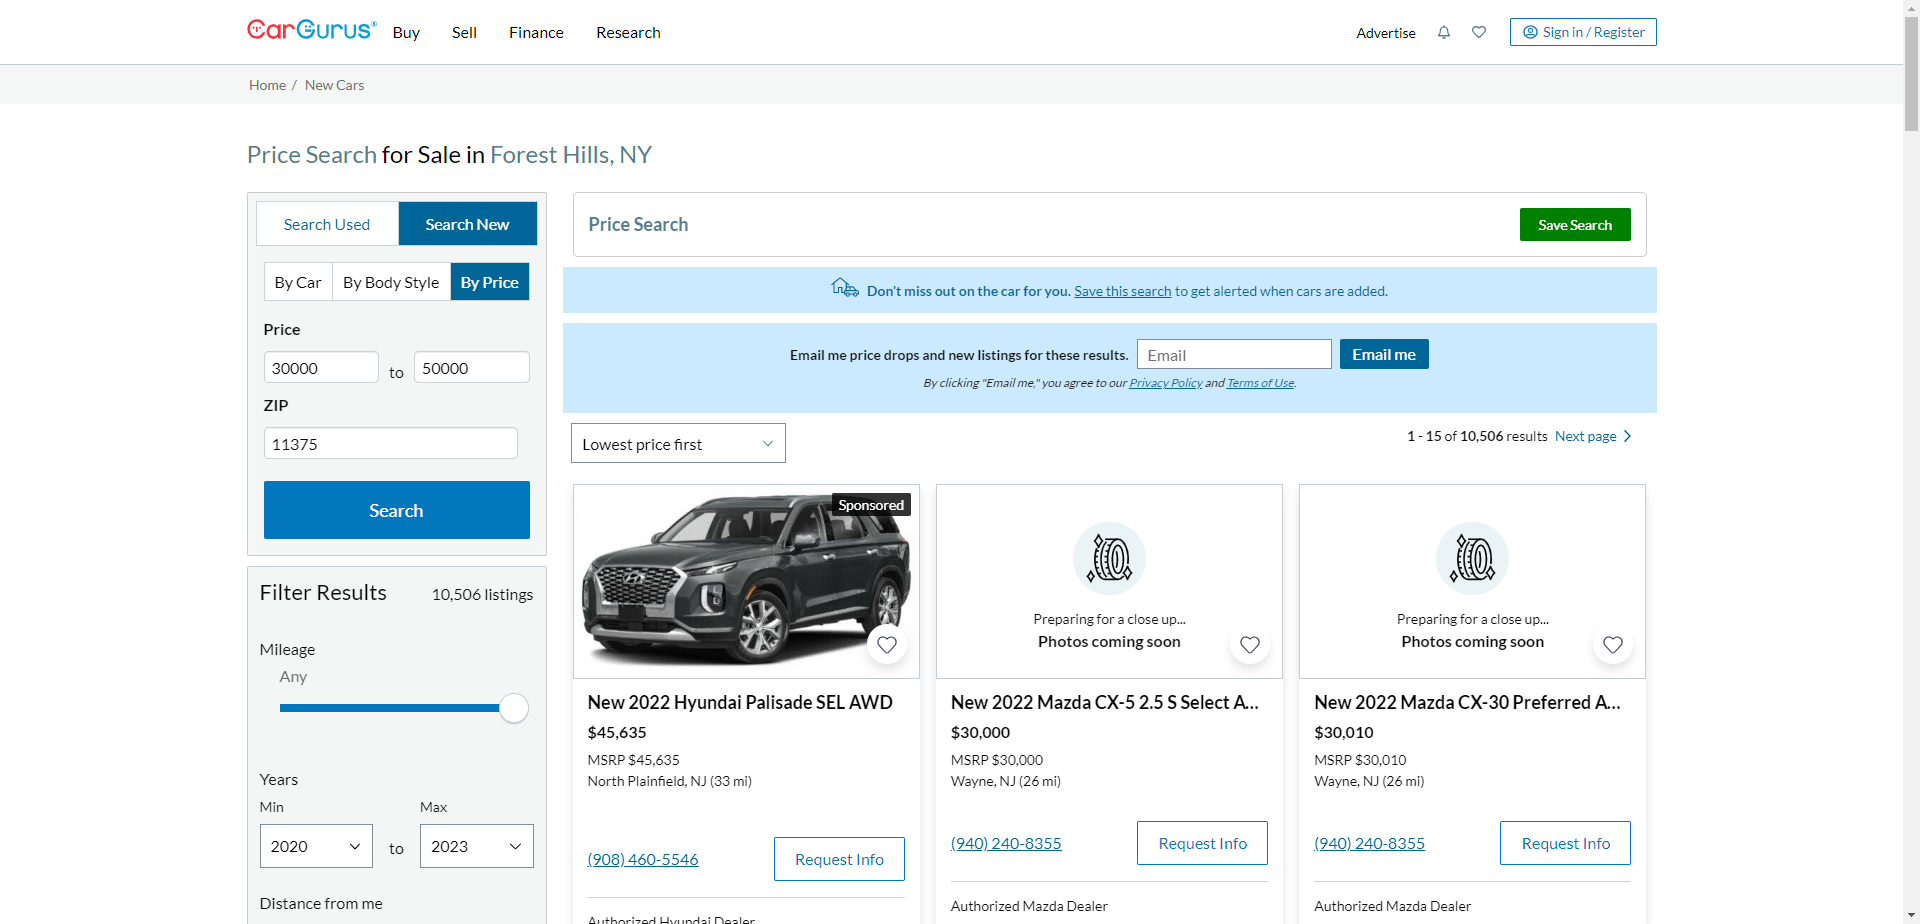 CarGurus®
Buy
Sell
Finance
Research
Advertise
Sign in / Register
Home / New Cars
Price Search for Sale in Forest Hills, NY
Search Used
Search New
By Car
By Body Style
By Price
Price
30000 to 50000
ZIP
11375
Search
Filter Results
10,506 listings
Mileage
Any
Years
Min
Max
2020 to 2023
Distance from me
Price Search
Save Search
Don't miss out on the car for you. Save this search to get alerted when cars are added.
Email me price drops and new listings for these results.
Email
Email me
By clicking "Email me," you agree to our Privacy Policy and Terms of Use.
Lowest price first
1 - 15 of 10,506 results Next page
Sponsored
New 2022 Hyundai Palisade SEL AWD
$45,635
MSRP $45,635
North Plainfield, NJ (33 mi)
(908) 460-5546
Request Info
Authorized Hyundai Dealer
Preparing for a close up...
Photos coming soon
New 2022 Mazda CX-5 2.5 S Select A...
$30,000
MSRP $30,000
Wayne, NJ (26 mi)
(940) 240-8355
Request Info
Authorized Mazda Dealer
Preparing for a close up...
Photos coming soon
New 2022 Mazda CX-30 Preferred A...
$30,010
MSRP $30,010
Wayne, NJ (26 mi)
(940) 240-8355
Request Info
Authorized Mazda Dealer